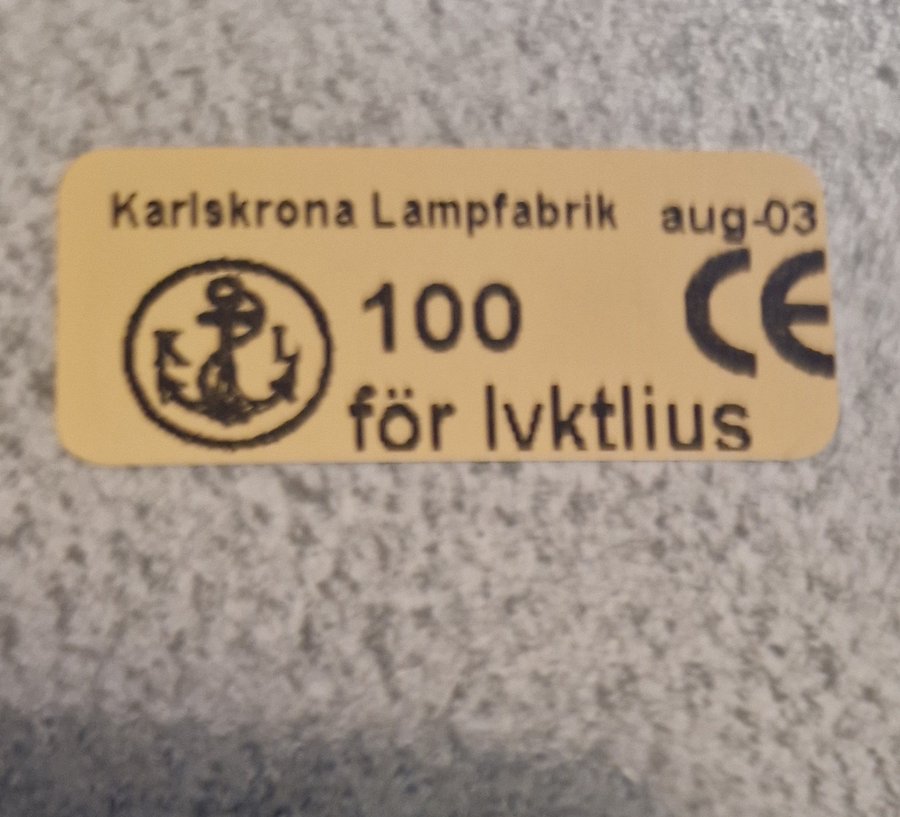 Karlskrona Lampfabrik aug-03
K L
100
CE
för lvktlius